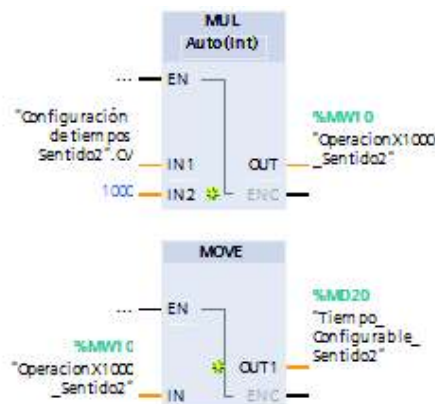 MUL
Auto (Int)
... EN
"Configuración
de tiempos
Sentido2".CV
IN1
1000 IN2
%MW10
"OperacionX1000
_Sentido2"
OUT
ENO
MOVE
... EN
%MW10
"OperacionX1000
_Sentido2"
IN
%MD20
"Tiempo_
Configurable_
Sentido2"
OUT1
ENO